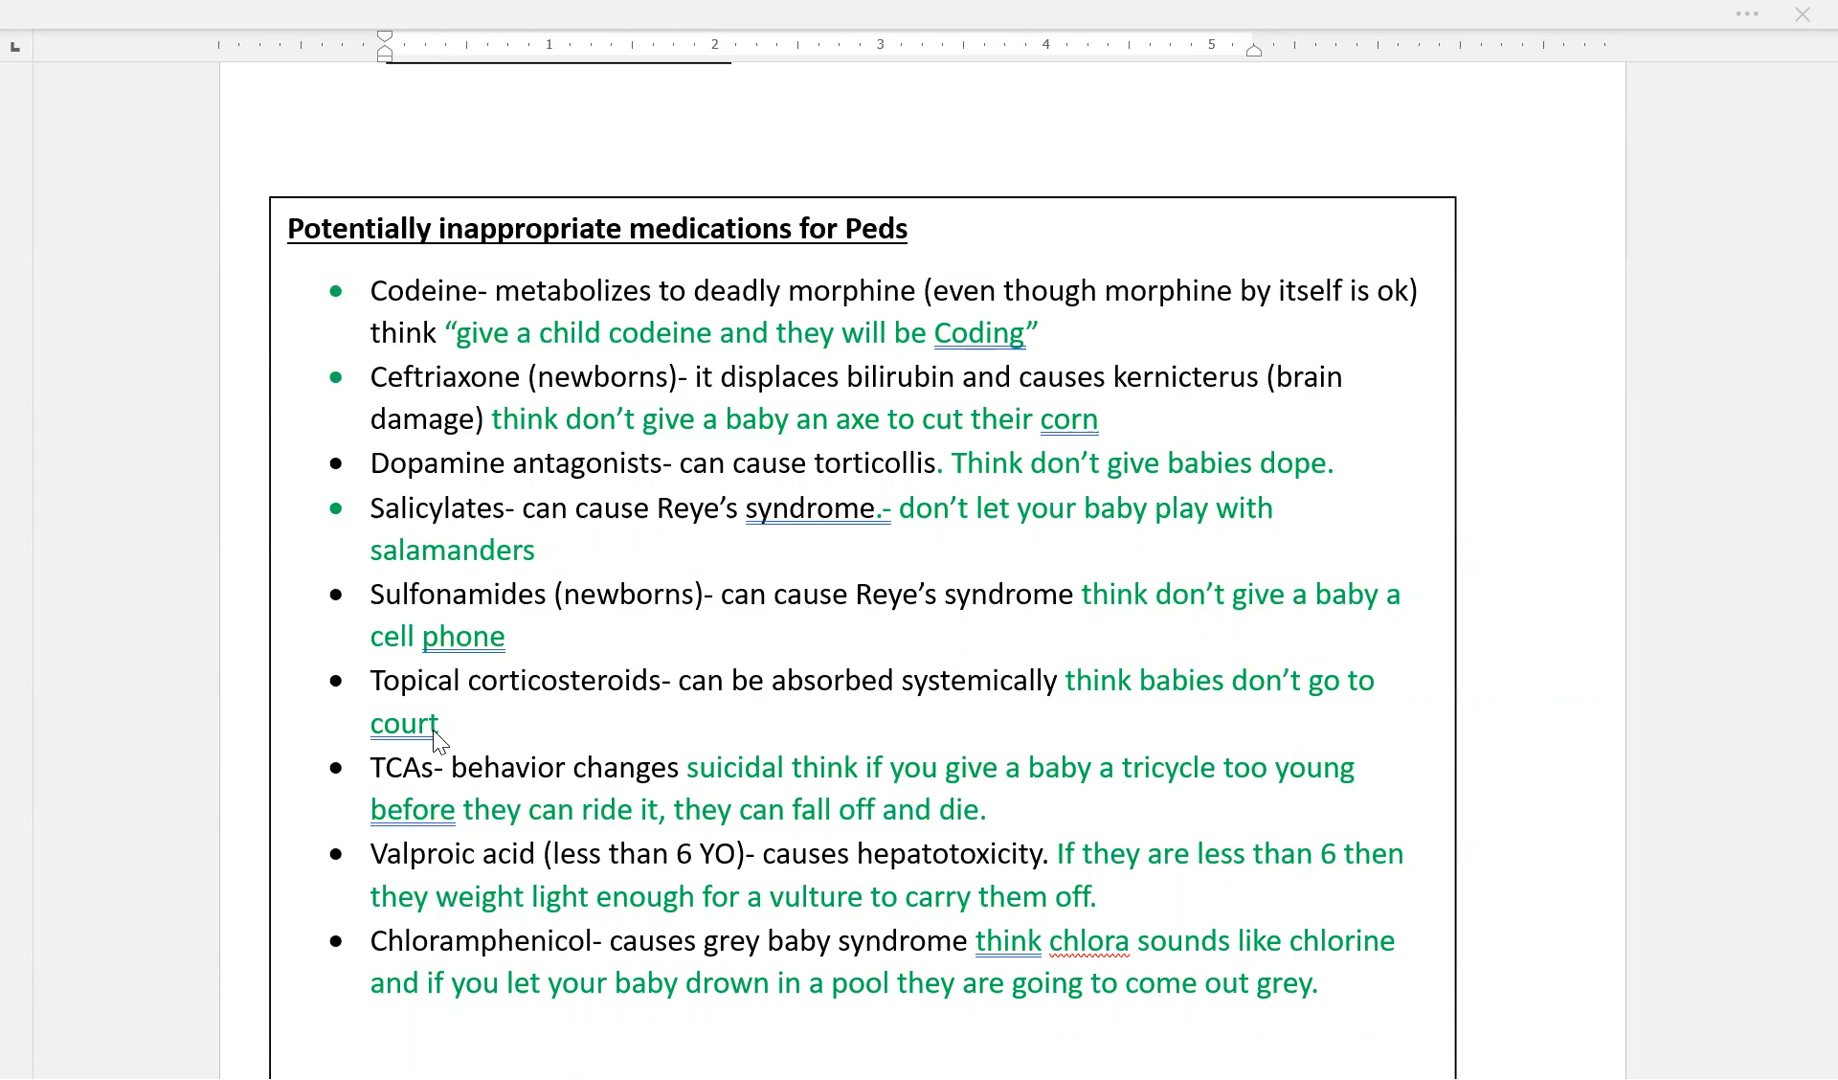 1 2 3 4 5
Potentially inappropriate medications for Peds
• Codeine- metabolizes to deadly morphine (even though morphine by itself is ok)
think “give a child codeine and they will be Coding”
• Ceftriaxone (newborns)- it displaces bilirubin and causes kernicterus (brain
damage) think don’t give a baby an axe to cut their corn
• Dopamine antagonists- can cause torticollis. Think don’t give babies dope.
• Salicylates- can cause Reye’s syndrome.- don’t let your baby play with
salamanders
• Sulfonamides (newborns)- can cause Reye’s syndrome think don’t give a baby a
cell phone
• Topical corticosteroids- can be absorbed systemically think babies don’t go to
court
• TCAs- behavior changes suicidal think if you give a baby a tricycle too young
before they can ride it, they can fall off and die.
• Valproic acid (less than 6 YO)- causes hepatotoxicity. If they are less than 6 then
they weight light enough for a vulture to carry them off.
• Chloramphenicol- causes grey baby syndrome think chlora sounds like chlorine
and if you let your baby drown in a pool they are going to come out grey.